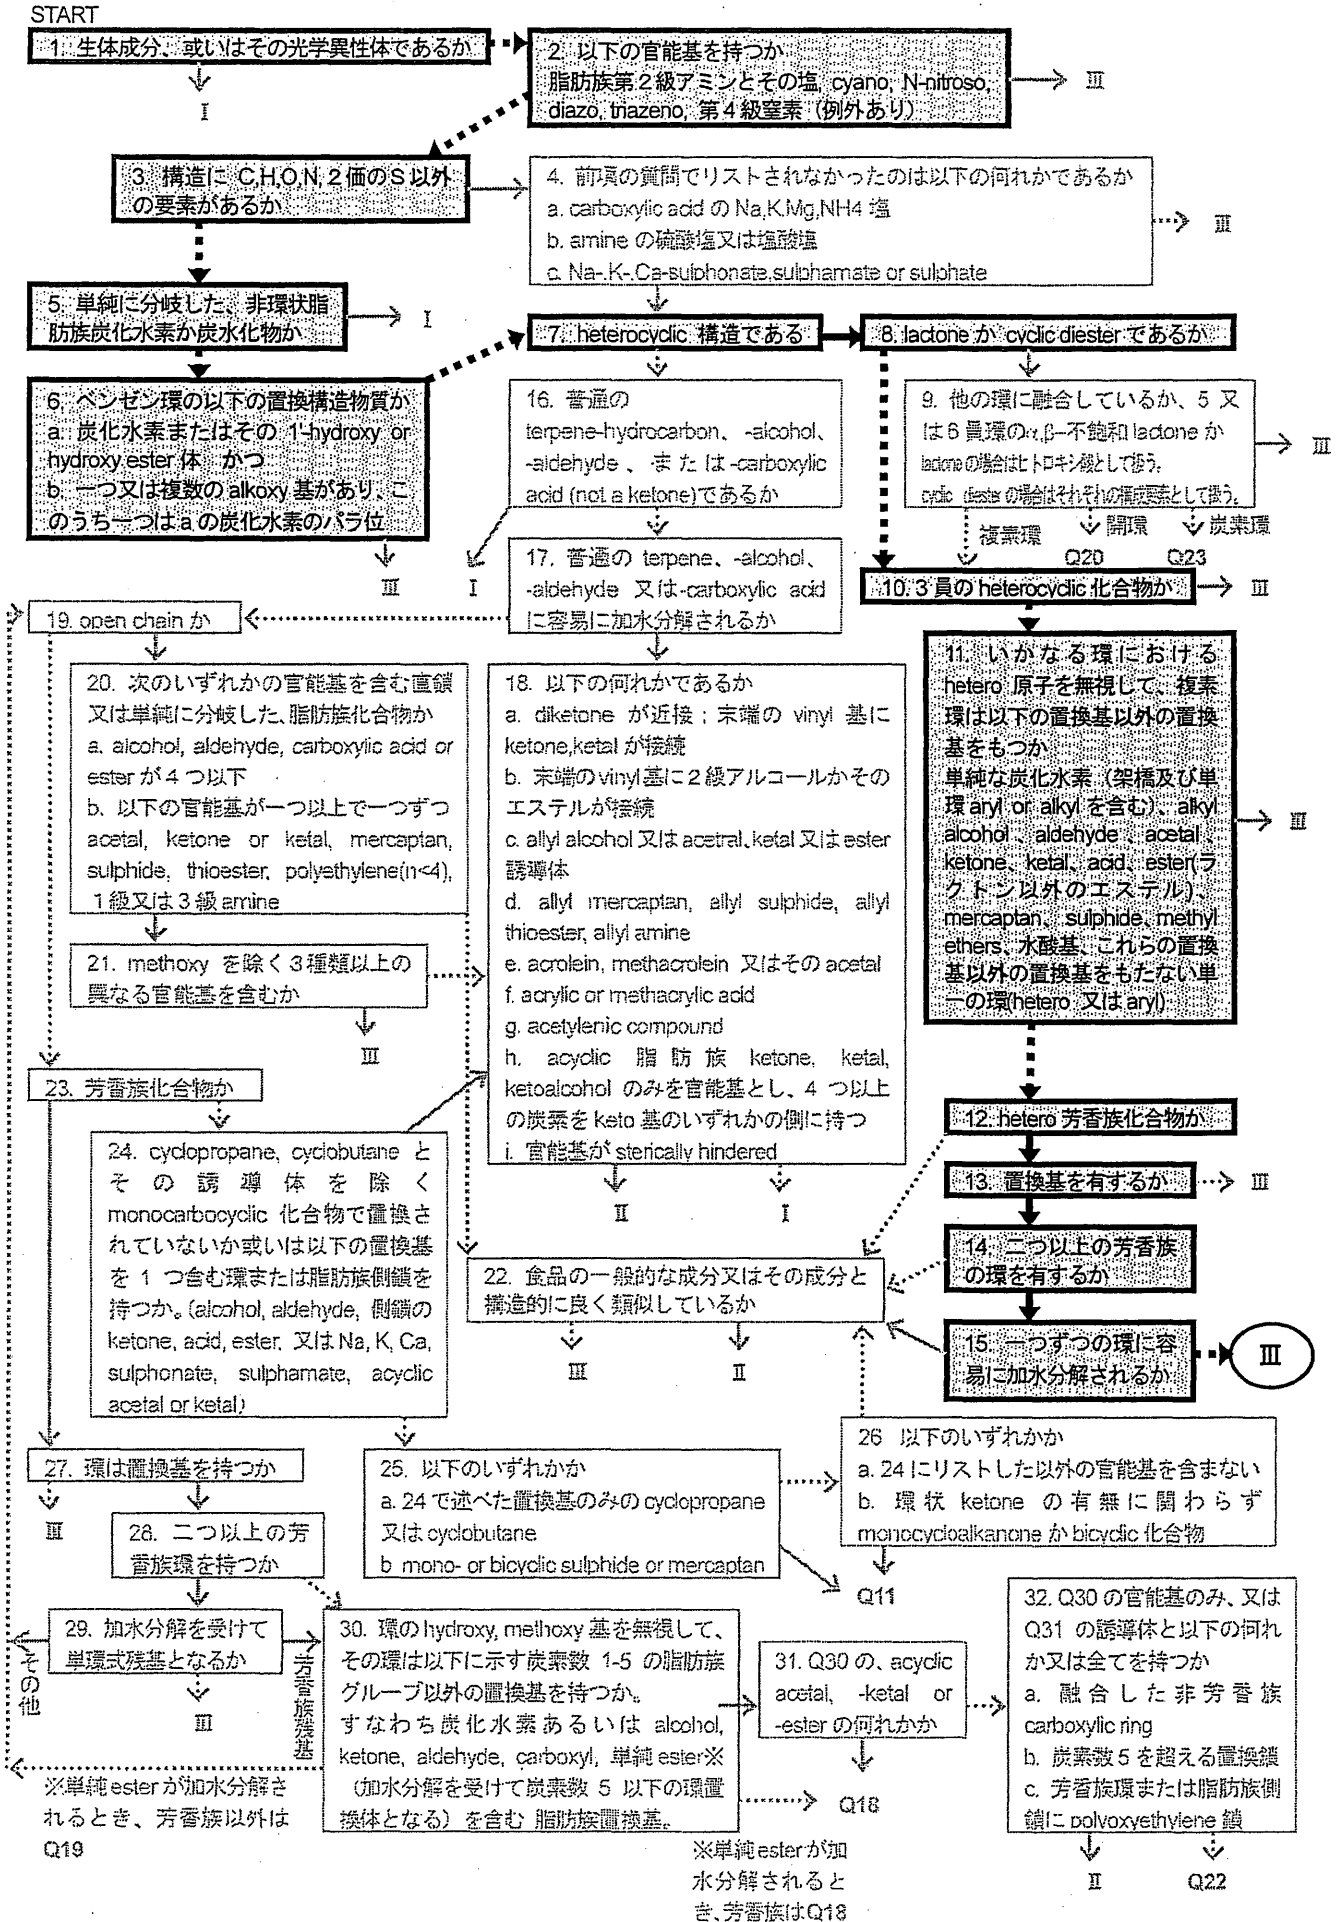 START
1. 生体成分、或いはその光学異性体であるか
I
2. 以下の官能基を持つか
脂肪族第2級アミンとその塩, cyano, N-nitroso,
diazo, triazeno, 第4級窒素（例外あり）
III
3. 構造に C,H,O,N, 2価のS以外
の要素があるか
4. 前項の質問でリストされなかったのは以下の何れかであるか
a. carboxylic acid の Na,K,Mg,NH4 塩
b. amine の硫酸塩又は塩酸塩
c. Na-,K-,Ca-sulphonate,sulphamate or sulphate
III
5. 単純に分岐した、非環状脂
肪族炭化水素か炭水化物か
I
6. ベンゼン環の以下の置換構造物質か
a. 炭化水素またはその 1'-hydroxy or
hydroxy ester 体 かつ
b. 一つ又は複数の alkoxy 基があり、こ
のうち一つは a の炭化水素のパラ位
III
7. heterocyclic 構造である
8. lactone か cyclic diester であるか
9. 他の環に融合しているか、5 又
は6員環のα,β-不飽和 lactone か
lactoneの場合はヒドロキシ酸として扱う。
cyclic diesterの場合はそれぞれの構成要素として扱う。
III
複素環
開環
炭素環
Q20
Q23
10. 3員の heterocyclic 化合物か
III
11. いかなる環における
hetero 原子を無視して、複素
環は以下の置換基以外の置換
基をもつか
単純な炭化水素（架橋及び単
環 aryl or alkyl を含む）、alkyl
alcohol、aldehyde、acetal、
ketone、ketal、acid、ester(ラ
クトン以外のエステル)、
mercaptan、sulphide、methyl
ethers、水酸基、これらの置換
基以外の置換基をもたない単
一の環(hetero 又は aryl)
III
12. hetero 芳香族化合物か
13. 置換基を有するか
III
14. 二つ以上の芳香族
の環を有するか
15. 一つずつの環に容
易に加水分解されるか
III
16. 普通の
terpene-hydrocarbon、-alcohol、
-aldehyde、または-carboxylic
acid (not a ketone)であるか
I
17. 普通の terpene、-alcohol、
-aldehyde 又は-carboxylic acid
に容易に加水分解されるか
18. 以下の何れかであるか
a. diketone が近接；末端の vinyl 基に
ketone,ketal が接続
b. 末端のvinyl基に2級アルコールかその
エステルが接続
c. allyl alcohol 又は acetral, ketal 又は ester
誘導体
d. allyl mercaptan, allyl sulphide, allyl
thioester, allyl amine
e. acrolein, methacrolein 又はその acetal
f. acrylic or methacrylic acid
g. acetylenic compound
h. acyclic 脂肪族 ketone, ketal,
ketoalcohol のみを官能基とし、4 つ以上
の炭素を keto 基のいずれかの側に持つ
i. 官能基が sterically hindered
II
I
19. open chain か
20. 次のいずれかの官能基を含む直鎖
又は単純に分岐した、脂肪族化合物か
a. alcohol, aldehyde, carboxylic acid or
ester が 4 つ以下
b. 以下の官能基が一つ以上で一つずつ
acetal, ketone or ketal, mercaptan,
sulphide, thioester, polyethylene(n<4),
1級又は3級 amine
21. methoxy を除く3種類以上の
異なる官能基を含むか
III
22. 食品の一般的な成分又はその成分と
構造的に良く類似しているか
III
II
23. 芳香族化合物か
24. cyclopropane, cyclobutane と
その誘導体を除く
monocarbocyclic 化合物で置換さ
れていないか或いは以下の置換基
を 1 つ含む環または脂肪族側鎖を
持つか。(alcohol, aldehyde, 側鎖の
ketone, acid, ester, 又は Na, K, Ca,
sulphonate, sulphamate, acyclic
acetal or ketal)
25. 以下のいずれかか
a. 24 で述べた置換基のみの cyclopropane
又は cyclobutane
b mono- or bicyclic sulphide or mercaptan
26 以下のいずれかか
a. 24 にリストした以外の官能基を含まない
b. 環状 ketone の有無に関わらず
monocycloalkanone か bicyclic 化合物
Q11
27. 環は置換基を持つか
III
28. 二つ以上の芳
香族環を持つか
29. 加水分解を受けて
単環式残基となるか
その他
III
芳香族残基
30. 環の hydroxy, methoxy 基を無視して、
その環は以下に示す炭素数 1-5 の脂肪族
グループ以外の置換基を持つか。
すなわち炭化水素あるいは alcohol,
ketone, aldehyde, carboxyl, 単純 ester※
（加水分解を受けて炭素数 5 以下の環置
換体となる）を含む 脂肪族置換基。
※単純 ester が加水分解さ
れるとき、芳香族以外は
Q19
31. Q30 の、acyclic
acetal, -ketal or
-ester の何れかか
Q18
※単純 ester が加
水分解されると
き、芳香族はQ18
32. Q30 の官能基のみ、又は
Q31 の誘導体と以下の何れ
か又は全てを持つか
a. 融合した非芳香族
carboxylic ring
b. 炭素数 5 を超える置換鎖
c. 芳香族環または脂肪族側
鎖に polyoxyethylene 鎖
II
Q22